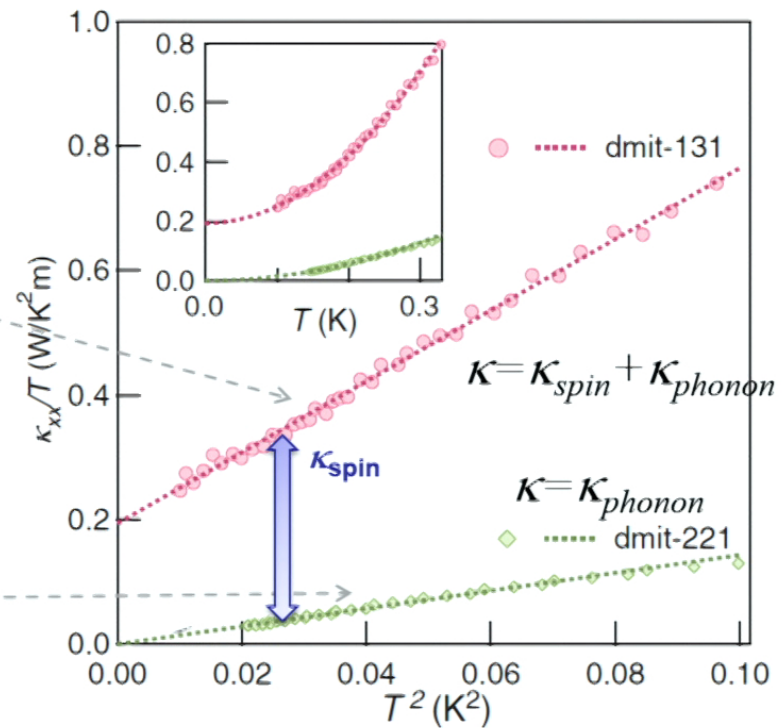 1.0
0.8
0.6
0.4
0.2
0.0
κxx/T (W/K²m)
0.00
0.02
0.04
0.06
0.08
0.10
T² (K²)
0.8
0.6
0.4
0.2
0.0
0.0
0.3
T (K)
dmit-131
κ=κspin+κphonon
κspin
κ=κphonon
dmit-221